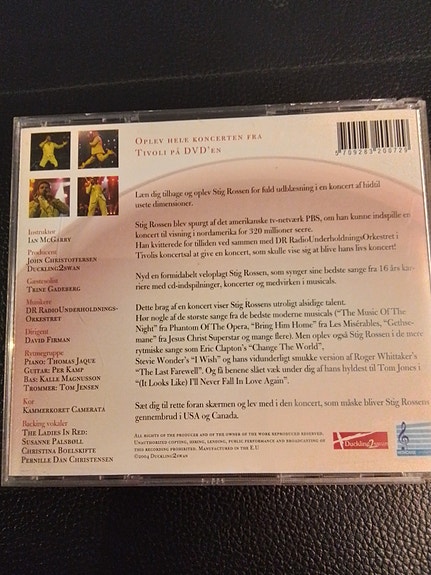 Oplev hele koncerten fra
Tivoli på DVD'en
5 709283 200729
Læn dig tilbage og oplev Stig Rossen for fuld udblæsning i en koncert af hidtil
usete dimensioner.
Stig Rossen blev spurgt af det amerikanske tv-netværk PBS, om han kunne indspille en
koncert til visning i nordamerika for 320 millioner seere.
Han kvitterede for tilliden ved sammen med DR RadioUnderholdningsOrkestret i
Tivolis koncertsal at give en koncert, som skulle vise sig at blive hans livs koncert!
Nyd en formidabelt veloplagt Stig Rossen, som synger sine bedste sange fra 16 års kar-
riere med cd-indspilninger, koncerter og medvirken i musicals.
Dette brag af en koncert viser Stig Rossens utroligt alsidige talent.
Hør nogle af de største sange fra de bedste moderne musicals ("The Music Of The
Night" fra Phantom Of The Opera, "Bring Him Home" fra Les Misérables, "Gethse-
mane" fra Jesus Christ Superstar og mange flere). Men oplev også Stig Rossen i de mere
rytmiske sange som Eric Clapton's "Change The World",
Stevie Wonder's "I Wish" og hans vidunderligt smukke version af Roger Whittaker's
"The Last Farewell". Og få benene slået væk under dig af hans hyldest til Tom Jones i
"(It Looks Like) I'll Never Fall In Love Again".
Sæt dig til rette foran skærmen og lev med i den koncert, som måske bliver Stig Rossens
gennembrud i USA og Canada.
Instruktør
Ian McGarry
Producere
John Christoffersen
Duckling2swan
Gæstesolist
Trine Gadeberg
Musikere
DR RadioUnderholdnings-
Orkestret
Dirigent
David Firman
Rytmegruppe
Piano: Thomas Jaque
Guitar: Per Kamp
Bas: Kalle Magnusson
Trommer: Tom Jensen
Kor
Kammerkoret Camerata
Backing vokaler
The Ladies In Red:
Susanne Palsbøll
Christina Boelskifte
Pernille Dan Christensen
All rights of the producer and of the owner of the work reproduced reserved.
Unauthorized copying, hiring, lending, public performance and broadcasting of
this recording prohibited. Manufactured in the E.U
©2004 Duckling2swan
Duckling2swan